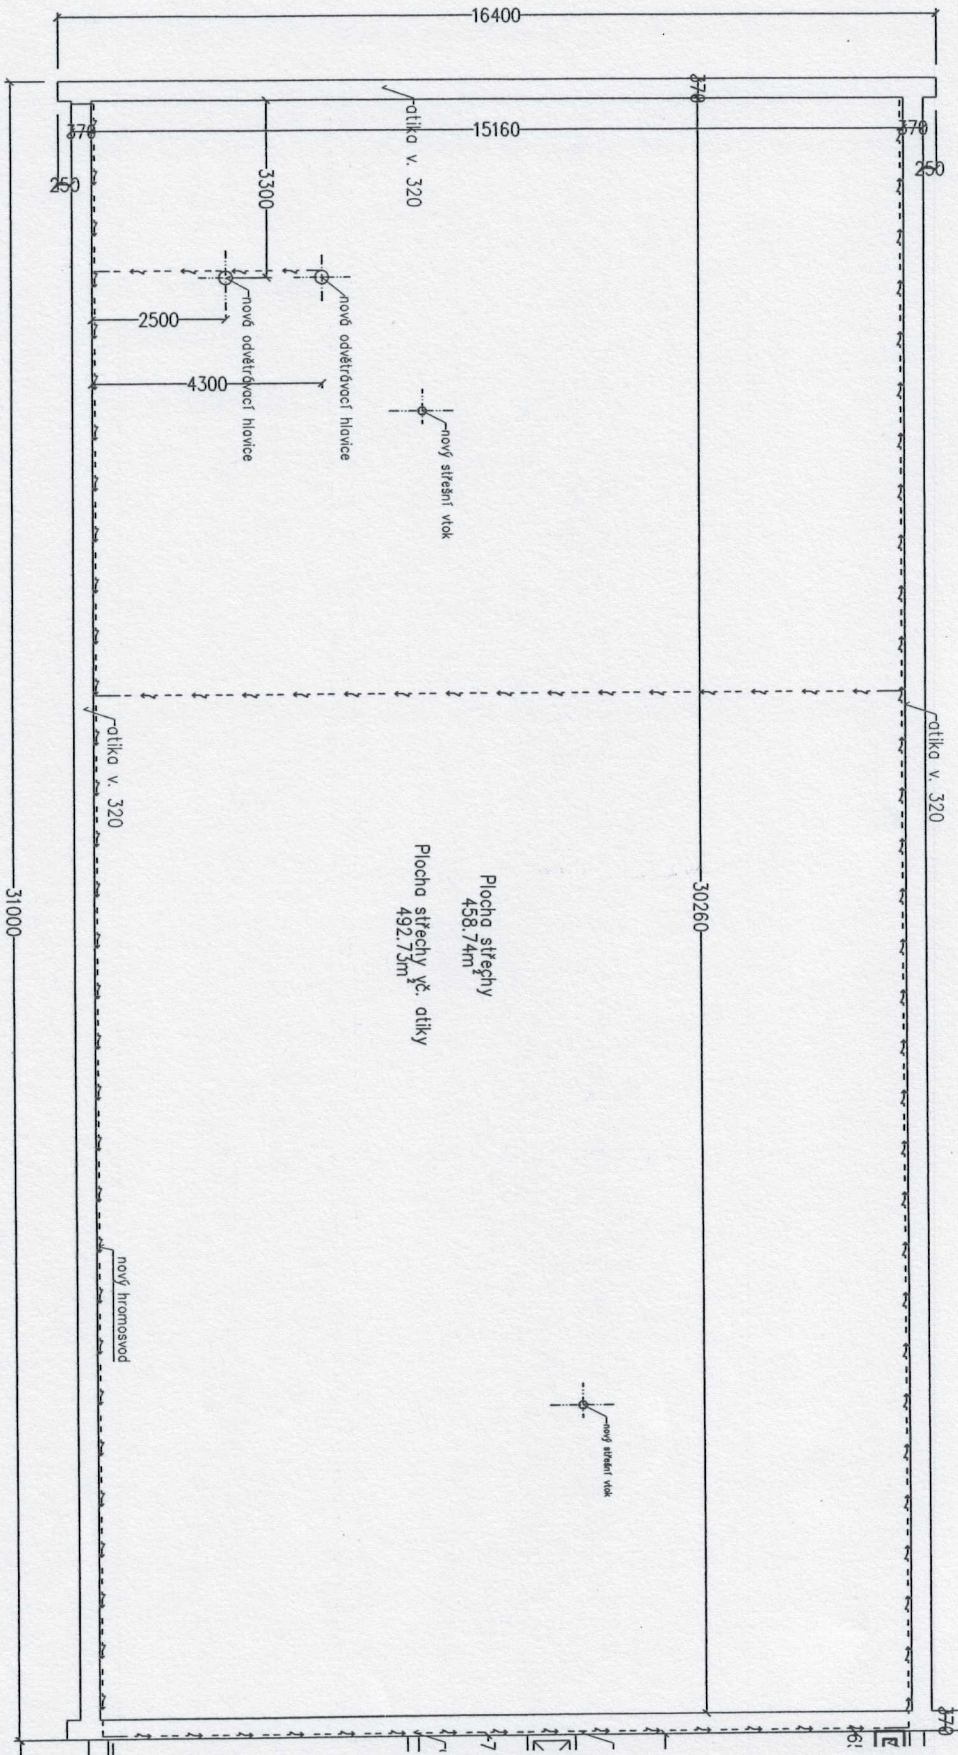 16400
370
atika v. 320
15160
370
370
250
250
3300
2500
4300
nová odvětrávací hlavice
nová odvětrávací hlavice
nový střešní vtok
atika v. 320
atika v. 320
31000
30260
Plocha střechy
458.74m²
Plocha střechy vč. atiky
492.73m²
nový hromosvod
nový střešní vtok
370